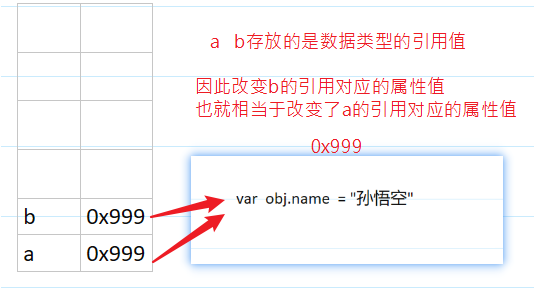 a b存放的是数据类型的引用值
因此改变b的引用对应的属性值
也就相当于改变了a的引用对应的属性值
0x999
var obj.name = "孙悟空"
b 0x999
a 0x999